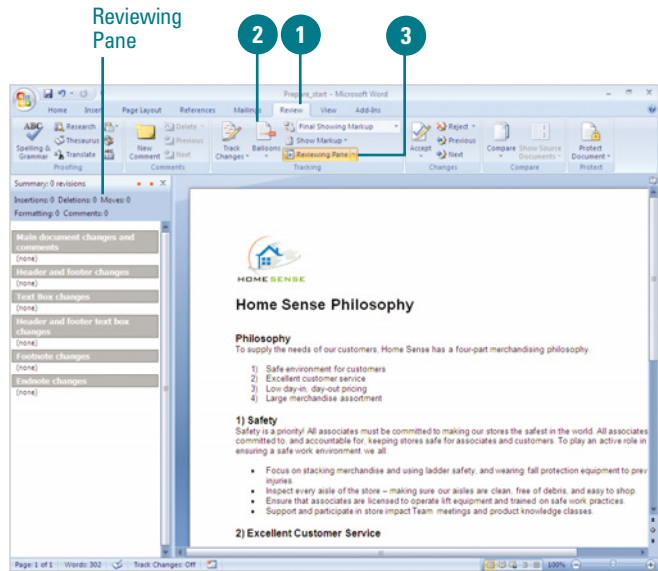 Reviewing
Pane
2
1
3
Prepare_start - Microsoft Word
Home Insert Page Layout References Mailings Review View Add-Ins
ABC
Spelling &
Grammar
Research
Thesaurus
Translate
Proofing
New
Comment
Delete
Previous
Next
Comments
Track
Changes
Balloons
Final Showing Markup
Show Markup
Reviewing Pane
Tracking
Accept
Reject
Previous
Next
Changes
Compare
Show Source
Documents
Compare
Protect
Document
Protect
Summary: 0 revisions
Insertions: 0 Deletions: 0 Moves: 0
Formatting: 0 Comments: 0
Main document changes and
comments
(none)
Header and footer changes
(none)
Text Box changes
(none)
Header and footer text box
changes
(none)
Footnote changes
(none)
Endnote changes
(none)
HOME SENSE
Home Sense Philosophy
Philosophy
To supply the needs of our customers, Home Sense has a four-part merchandising philosophy.
1) Safe environment for customers
2) Excellent customer service
3) Low day-in, day-out pricing
4) Large merchandise assortment
1) Safety
Safety is a priority! All associates must be committed to making our stores the safest in the world. All associates
committed to, and accountable for, keeping stores safe for associates and customers. To play an active role in
ensuring a safe work environment we all:
• Focus on stacking merchandise and using ladder safety, and wearing fall protection equipment to prev
injuries.
• Inspect every aisle of the store – making sure our aisles are clean, free of debris, and easy to shop.
• Ensure that associates are licensed to operate lift equipment and trained on safe work practices.
• Support and participate in store impact Team meetings and product knowledge classes.
2) Excellent Customer Service
Page: 1 of 1 Words: 302 Track Changes: Off 100%